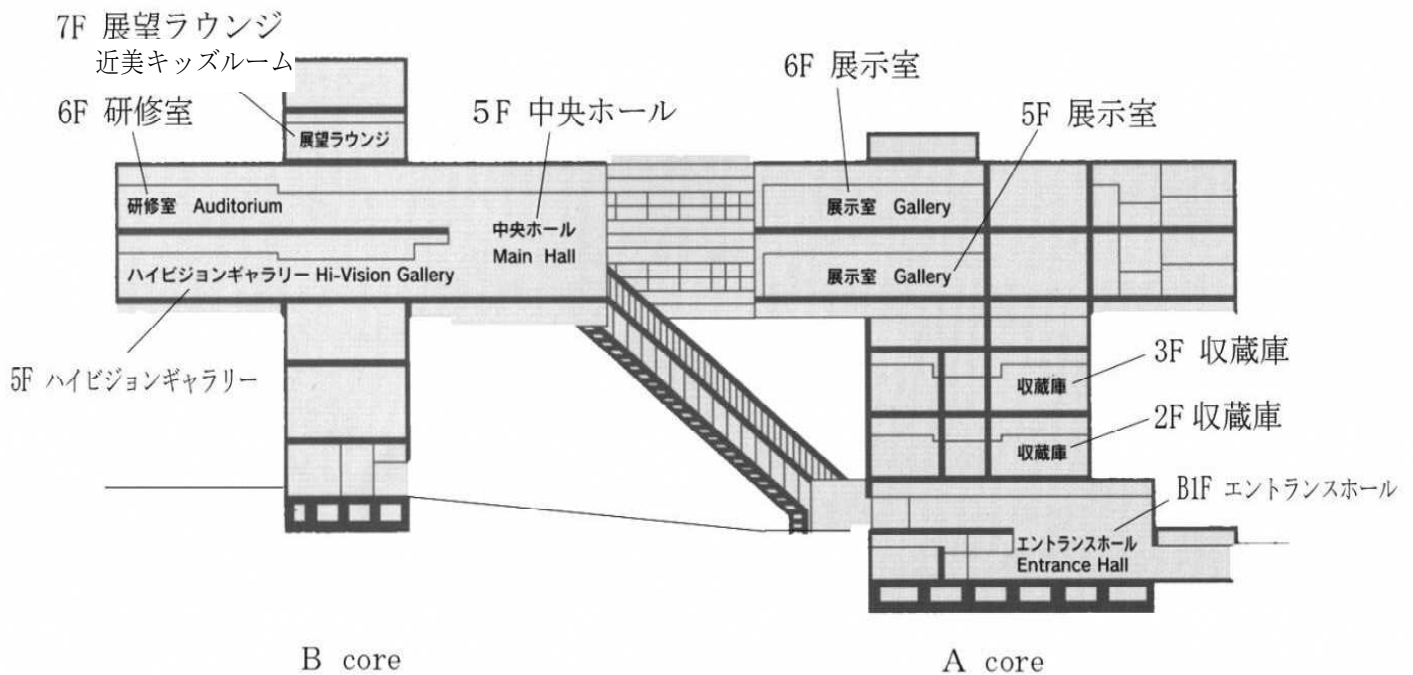 7F 展望ラウンジ
近美キッズルーム
6F 研修室
5F 中央ホール
6F 展示室
5F 展示室
展望ラウンジ
研修室 Auditorium
中央ホール
Main Hall
展示室 Gallery
ハイビジョンギャラリー Hi-Vision Gallery
展示室 Gallery
5F ハイビジョンギャラリー
3F 収蔵庫
収蔵庫
2F 収蔵庫
収蔵庫
B1F エントランスホール
エントランスホール
Entrance Hall
B core
A core